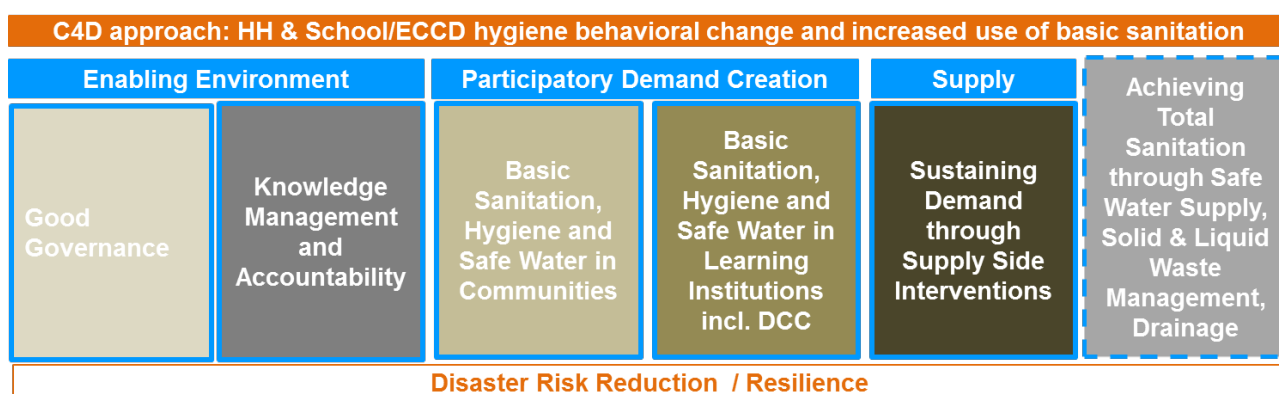 C4D approach: HH & School/ECCD hygiene behavioral change and increased use of basic sanitation
Enabling Environment
Participatory Demand Creation
Supply
Good
Governance
Knowledge
Management
and
Accountability
Basic
Sanitation,
Hygiene and
Safe Water in
Communities
Basic
Sanitation,
Hygiene and
Safe Water in
Learning
Institutions
incl. DCC
Sustaining
Demand
through
Supply Side
Interventions
Achieving
Total
Sanitation
through Safe
Water Supply,
Solid & Liquid
Waste
Management,
Drainage
Disaster Risk Reduction / Resilience